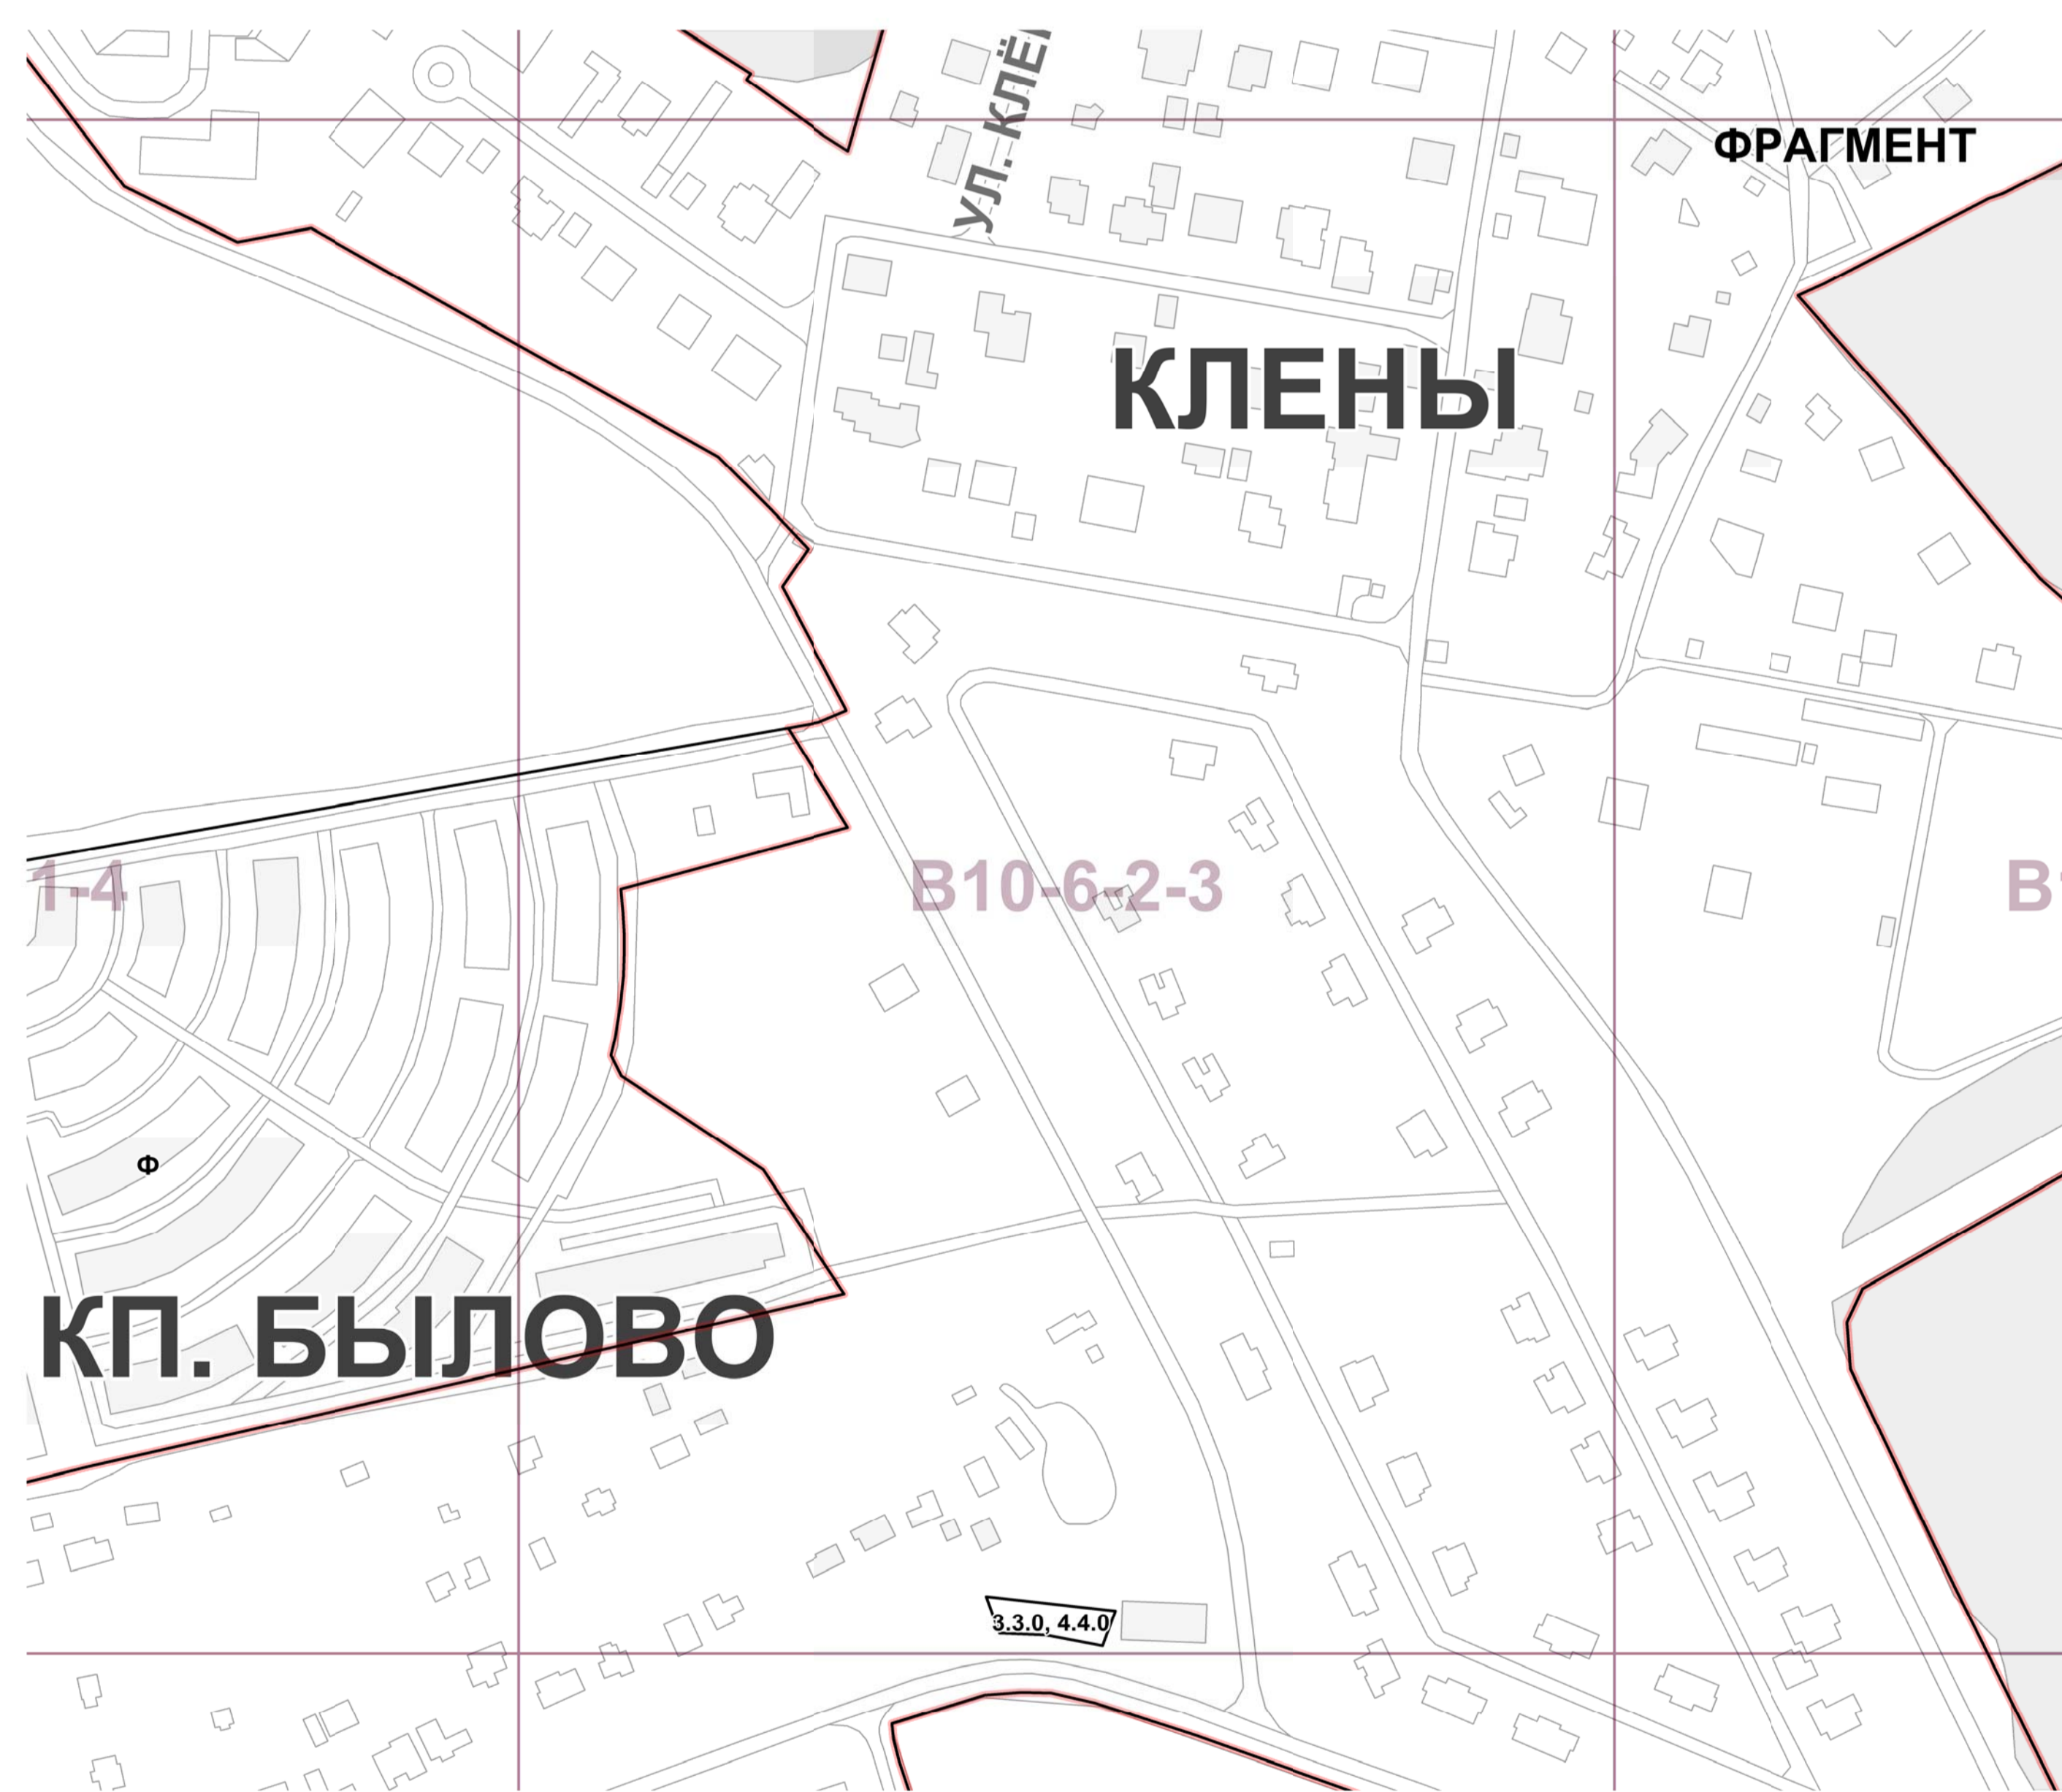 УЛ. КЛЁ
ФРАГМЕНТ
КЛЕНЫ
1-4
В10-6-2-3
В
Ф
КП. БЫЛОВО
3.3.0, 4.4.0